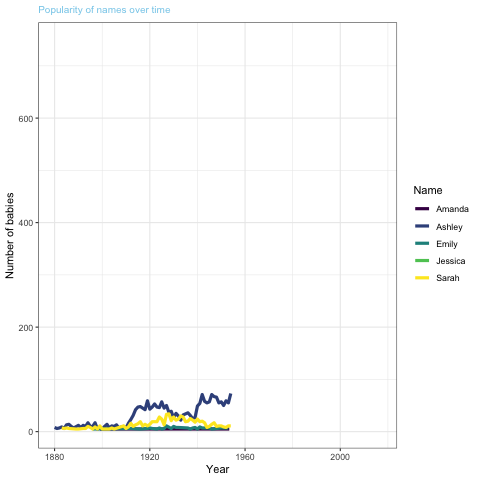 Popularity of names over time
Number of babies
600
400
200
0
1880
1920
1960
2000
Year
Name
Amanda
Ashley
Emily
Jessica
Sarah